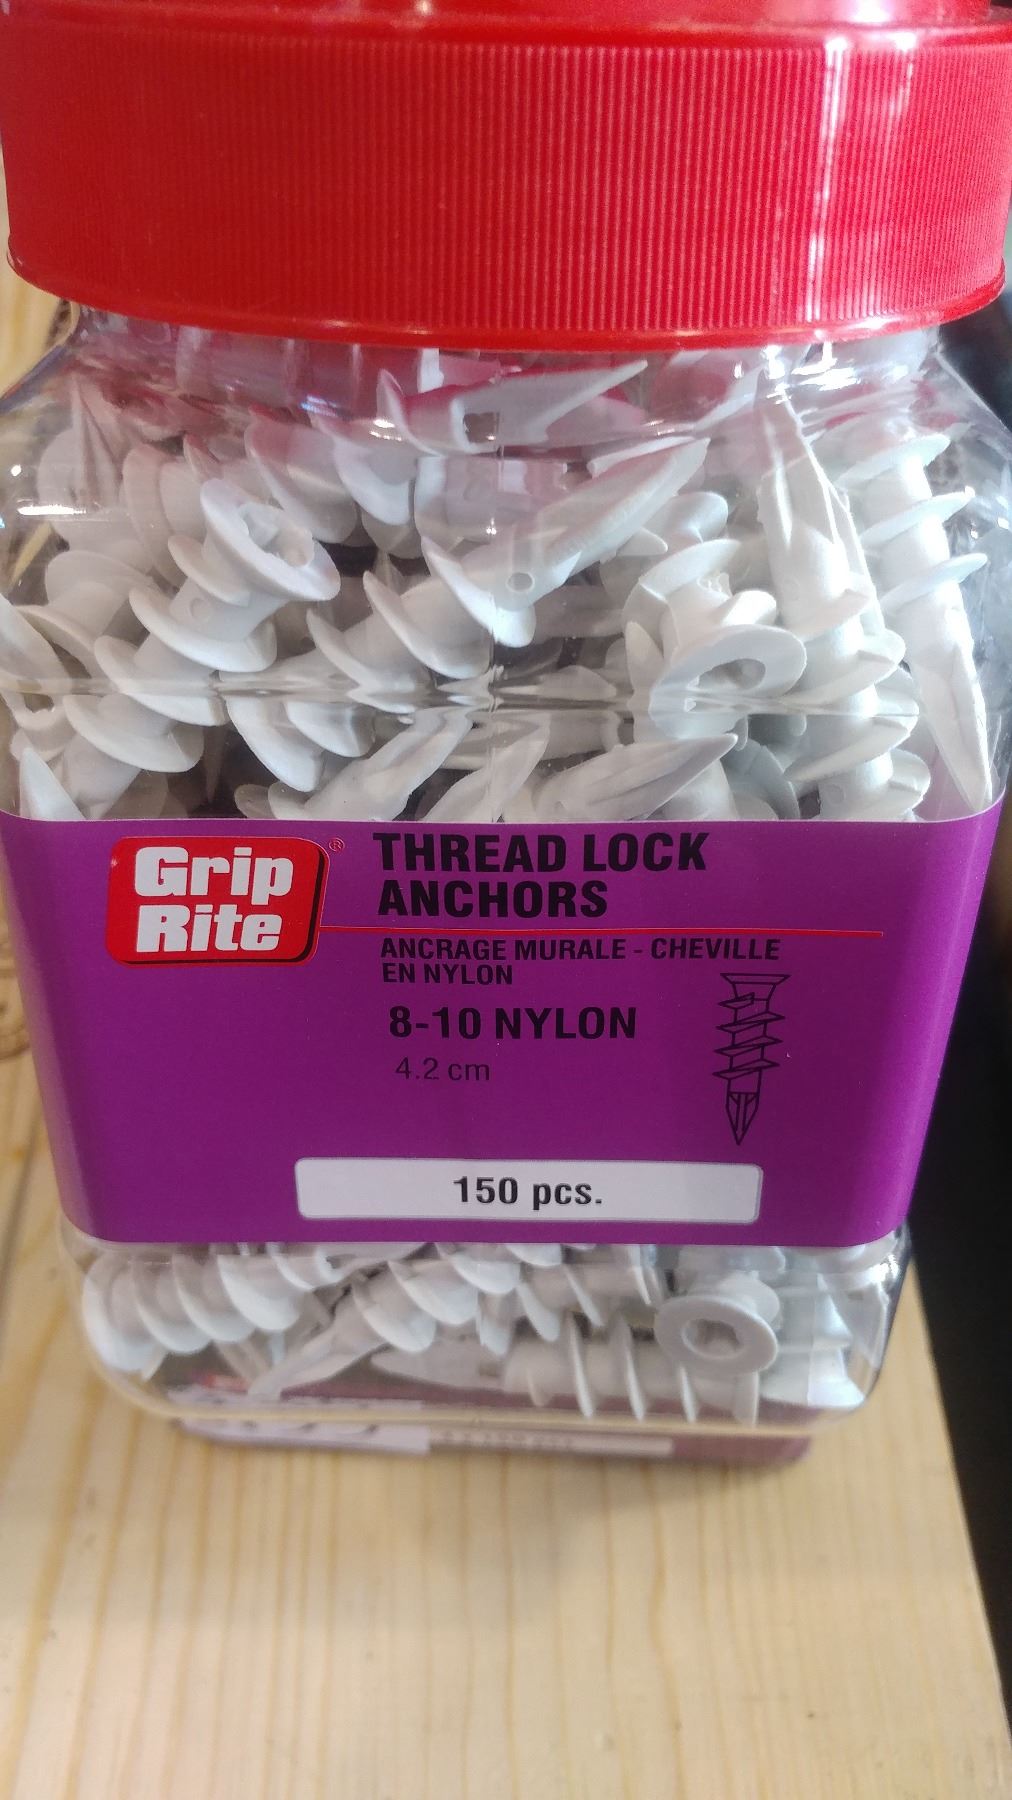 Grip
Rite®
THREAD LOCK
ANCHORS
ANCRAGE MURALE - CHEVILLE
EN NYLON
8-10 NYLON
4.2 cm
150 pcs.